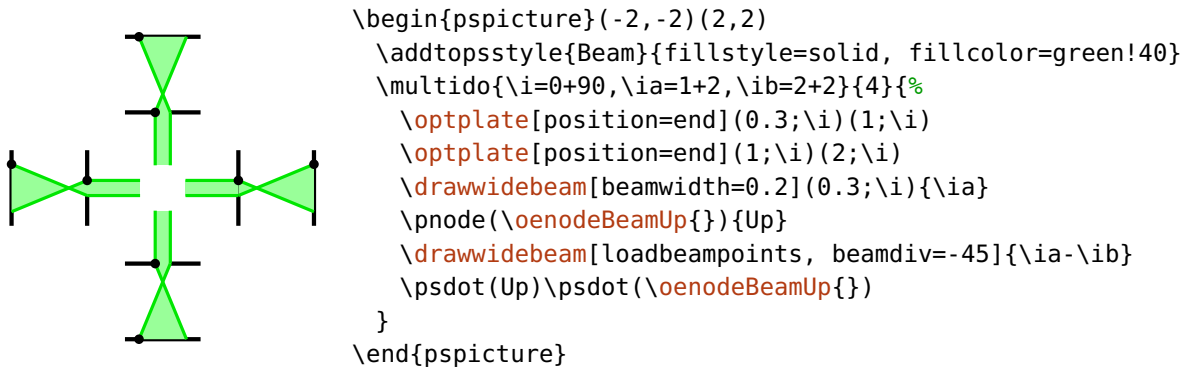 \begin{pspicture}(-2,-2)(2,2)
  \addtopsstyle{Beam}{fillstyle=solid, fillcolor=green!40}
  \multido{\i=0+90,\ia=1+2,\ib=2+2}{4}{%
    \optplate[position=end](0.3;\i)(1;\i)
    \optplate[position=end](1;\i)(2;\i)
    \drawwidebeam[beamwidth=0.2](0.3;\i){\ia}
    \pnode(\oenodeBeamUp{}){Up}
    \drawwidebeam[loadbeampoints, beamdiv=-45]{\ia-\ib}
    \psdot(Up)\psdot(\oenodeBeamUp{})
  }
\end{pspicture}